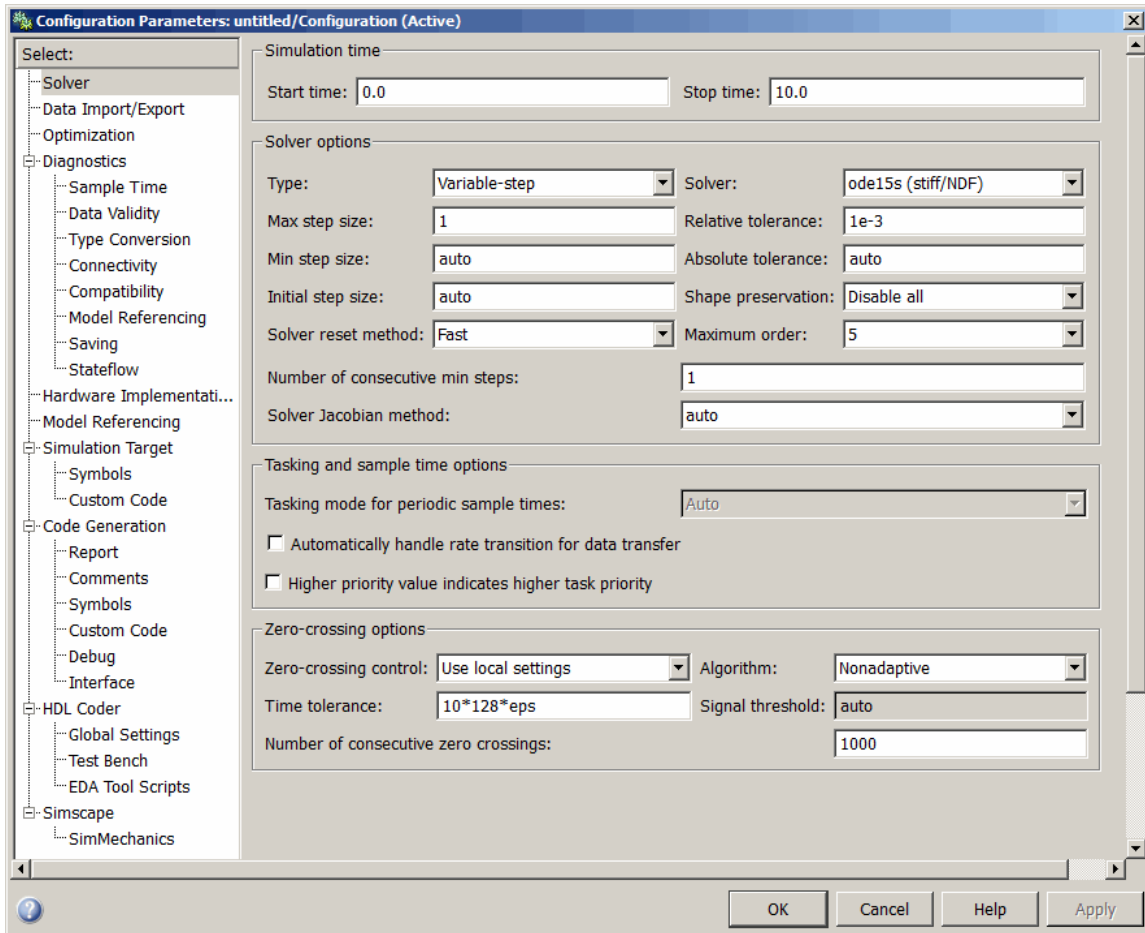 Configuration Parameters: untitled/Configuration (Active)
Select:
Solver
Data Import/Export
Optimization
Diagnostics
Sample Time
Data Validity
Type Conversion
Connectivity
Compatibility
Model Referencing
Saving
Stateflow
Hardware Implementati...
Model Referencing
Simulation Target
Symbols
Custom Code
Code Generation
Report
Comments
Symbols
Custom Code
Debug
Interface
HDL Coder
Global Settings
Test Bench
EDA Tool Scripts
Simscape
SimMechanics
Simulation time
Start time: 0.0 Stop time: 10.0
Solver options
Type: Variable-step Solver: ode15s (stiff/NDF)
Max step size: 1 Relative tolerance: 1e-3
Min step size: auto Absolute tolerance: auto
Initial step size: auto Shape preservation: Disable all
Solver reset method: Fast Maximum order: 5
Number of consecutive min steps: 1
Solver Jacobian method: auto
Tasking and sample time options
Tasking mode for periodic sample times: Auto
Automatically handle rate transition for data transfer
Higher priority value indicates higher task priority
Zero-crossing options
Zero-crossing control: Use local settings Algorithm: Nonadaptive
Time tolerance: 10*128*eps Signal threshold: auto
Number of consecutive zero crossings: 1000
? OK Cancel Help Apply